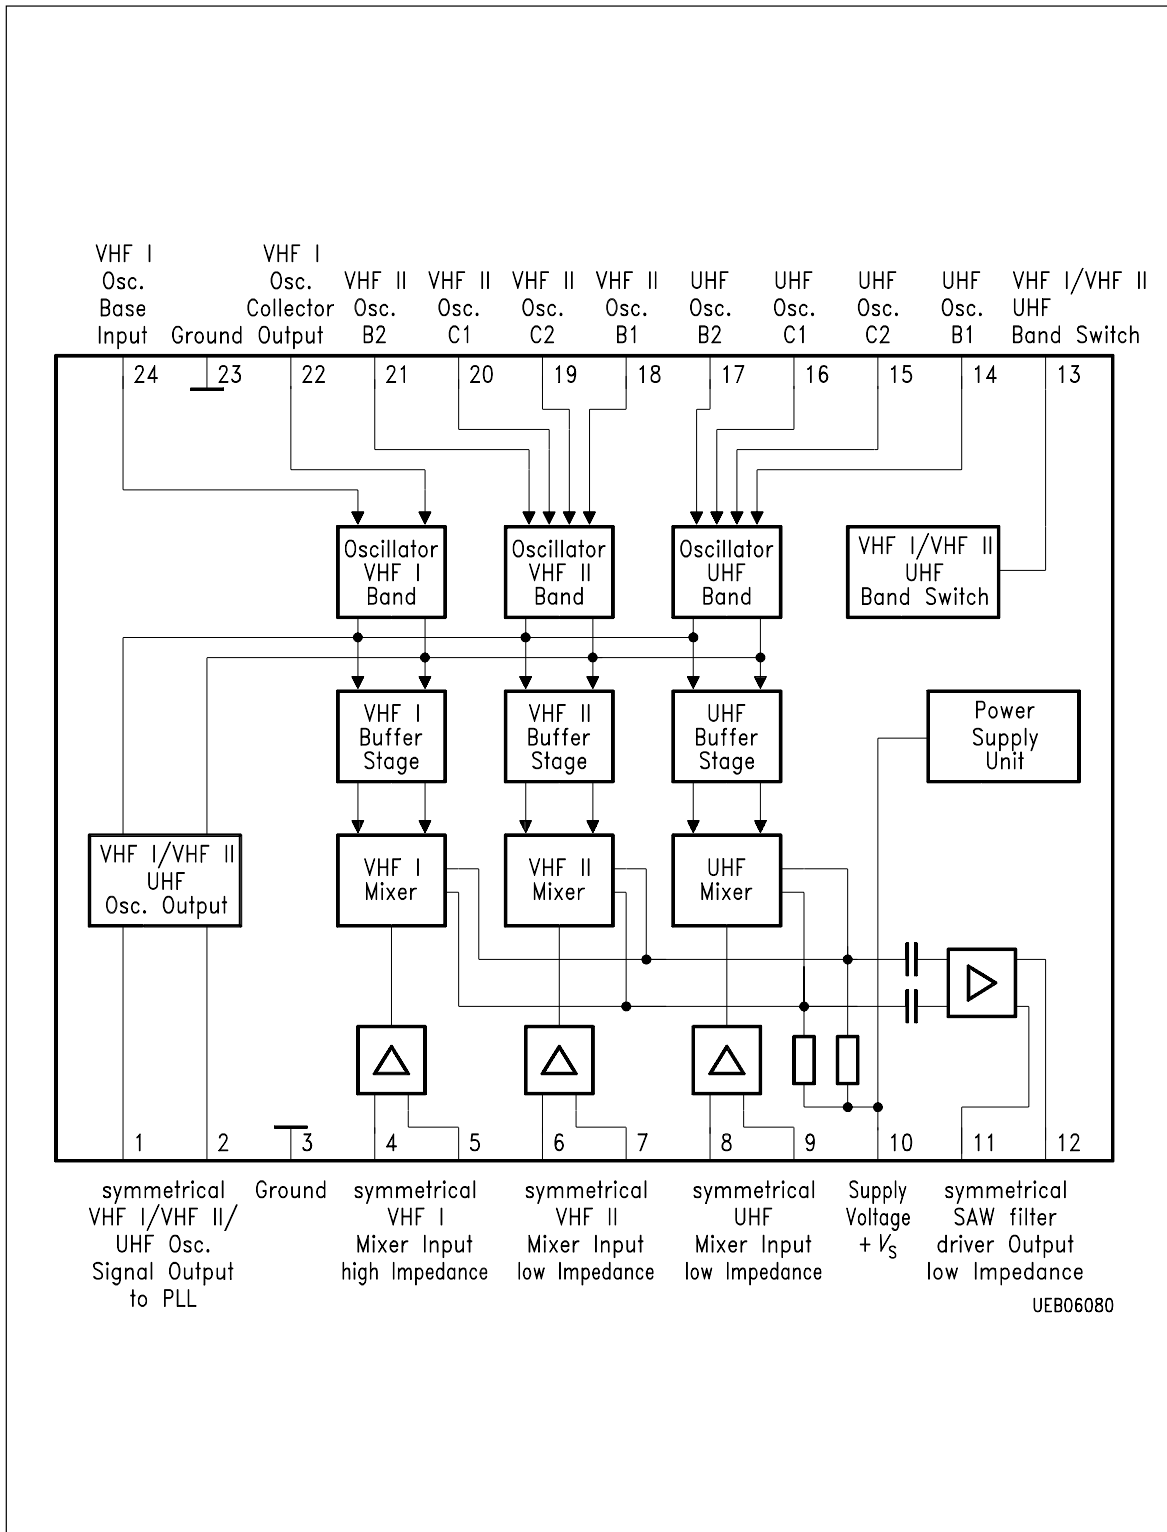 VHF I
Osc.
Base
Input
Ground
VHF I
Osc.
Collector
Output
VHF II
Osc.
B2
VHF II
Osc.
C1
VHF II
Osc.
C2
VHF II
Osc.
B1
UHF
Osc.
B2
UHF
Osc.
C1
UHF
Osc.
C2
UHF
Osc.
B1
VHF I/VHF II
UHF
Band Switch
24 23 22 21 20 19 18 17 16 15 14 13
Oscillator
VHF I
Band
Oscillator
VHF II
Band
Oscillator
UHF
Band
VHF I/VHF II
UHF
Band Switch
VHF I
Buffer
Stage
VHF II
Buffer
Stage
UHF
Buffer
Stage
Power
Supply
Unit
VHF I/VHF II
UHF
Osc. Output
VHF I
Mixer
VHF II
Mixer
UHF
Mixer
1 2 3 4 5 6 7 8 9 10 11 12
symmetrical
VHF I/VHF II/
UHF Osc.
Signal Output
to PLL
Ground
symmetrical
VHF I
Mixer Input
high Impedance
symmetrical
VHF II
Mixer Input
low Impedance
symmetrical
UHF
Mixer Input
low Impedance
Supply
Voltage
+ VS
symmetrical
SAW filter
driver Output
low Impedance
UEB06080